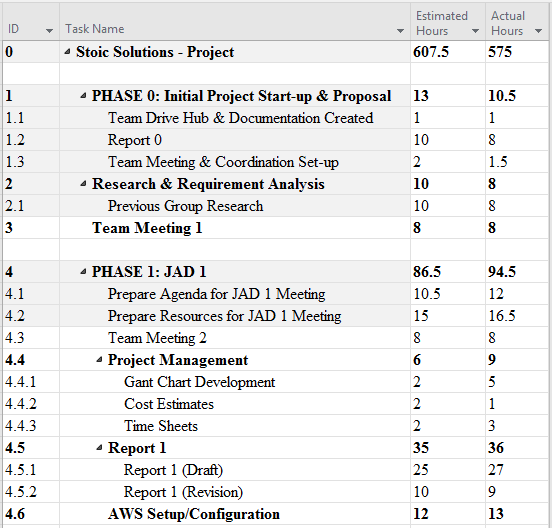 ID Task Name Estimated Hours Actual Hours
0 Stoic Solutions - Project 607.5 575
1 PHASE 0: Initial Project Start-up & Proposal 13 10.5
1.1 Team Drive Hub & Documentation Created 1 1
1.2 Report 0 10 8
1.3 Team Meeting & Coordination Set-up 2 1.5
2 Research & Requirement Analysis 10 8
2.1 Previous Group Research 10 8
3 Team Meeting 1 8 8
4 PHASE 1: JAD 1 86.5 94.5
4.1 Prepare Agenda for JAD 1 Meeting 10.5 12
4.2 Prepare Resources for JAD 1 Meeting 15 16.5
4.3 Team Meeting 2 8 8
4.4 Project Management 6 9
4.4.1 Gant Chart Development 2 5
4.4.2 Cost Estimates 2 1
4.4.3 Time Sheets 2 3
4.5 Report 1 35 36
4.5.1 Report 1 (Draft) 25 27
4.5.2 Report 1 (Revision) 10 9
4.6 AWS Setup/Configuration 12 13